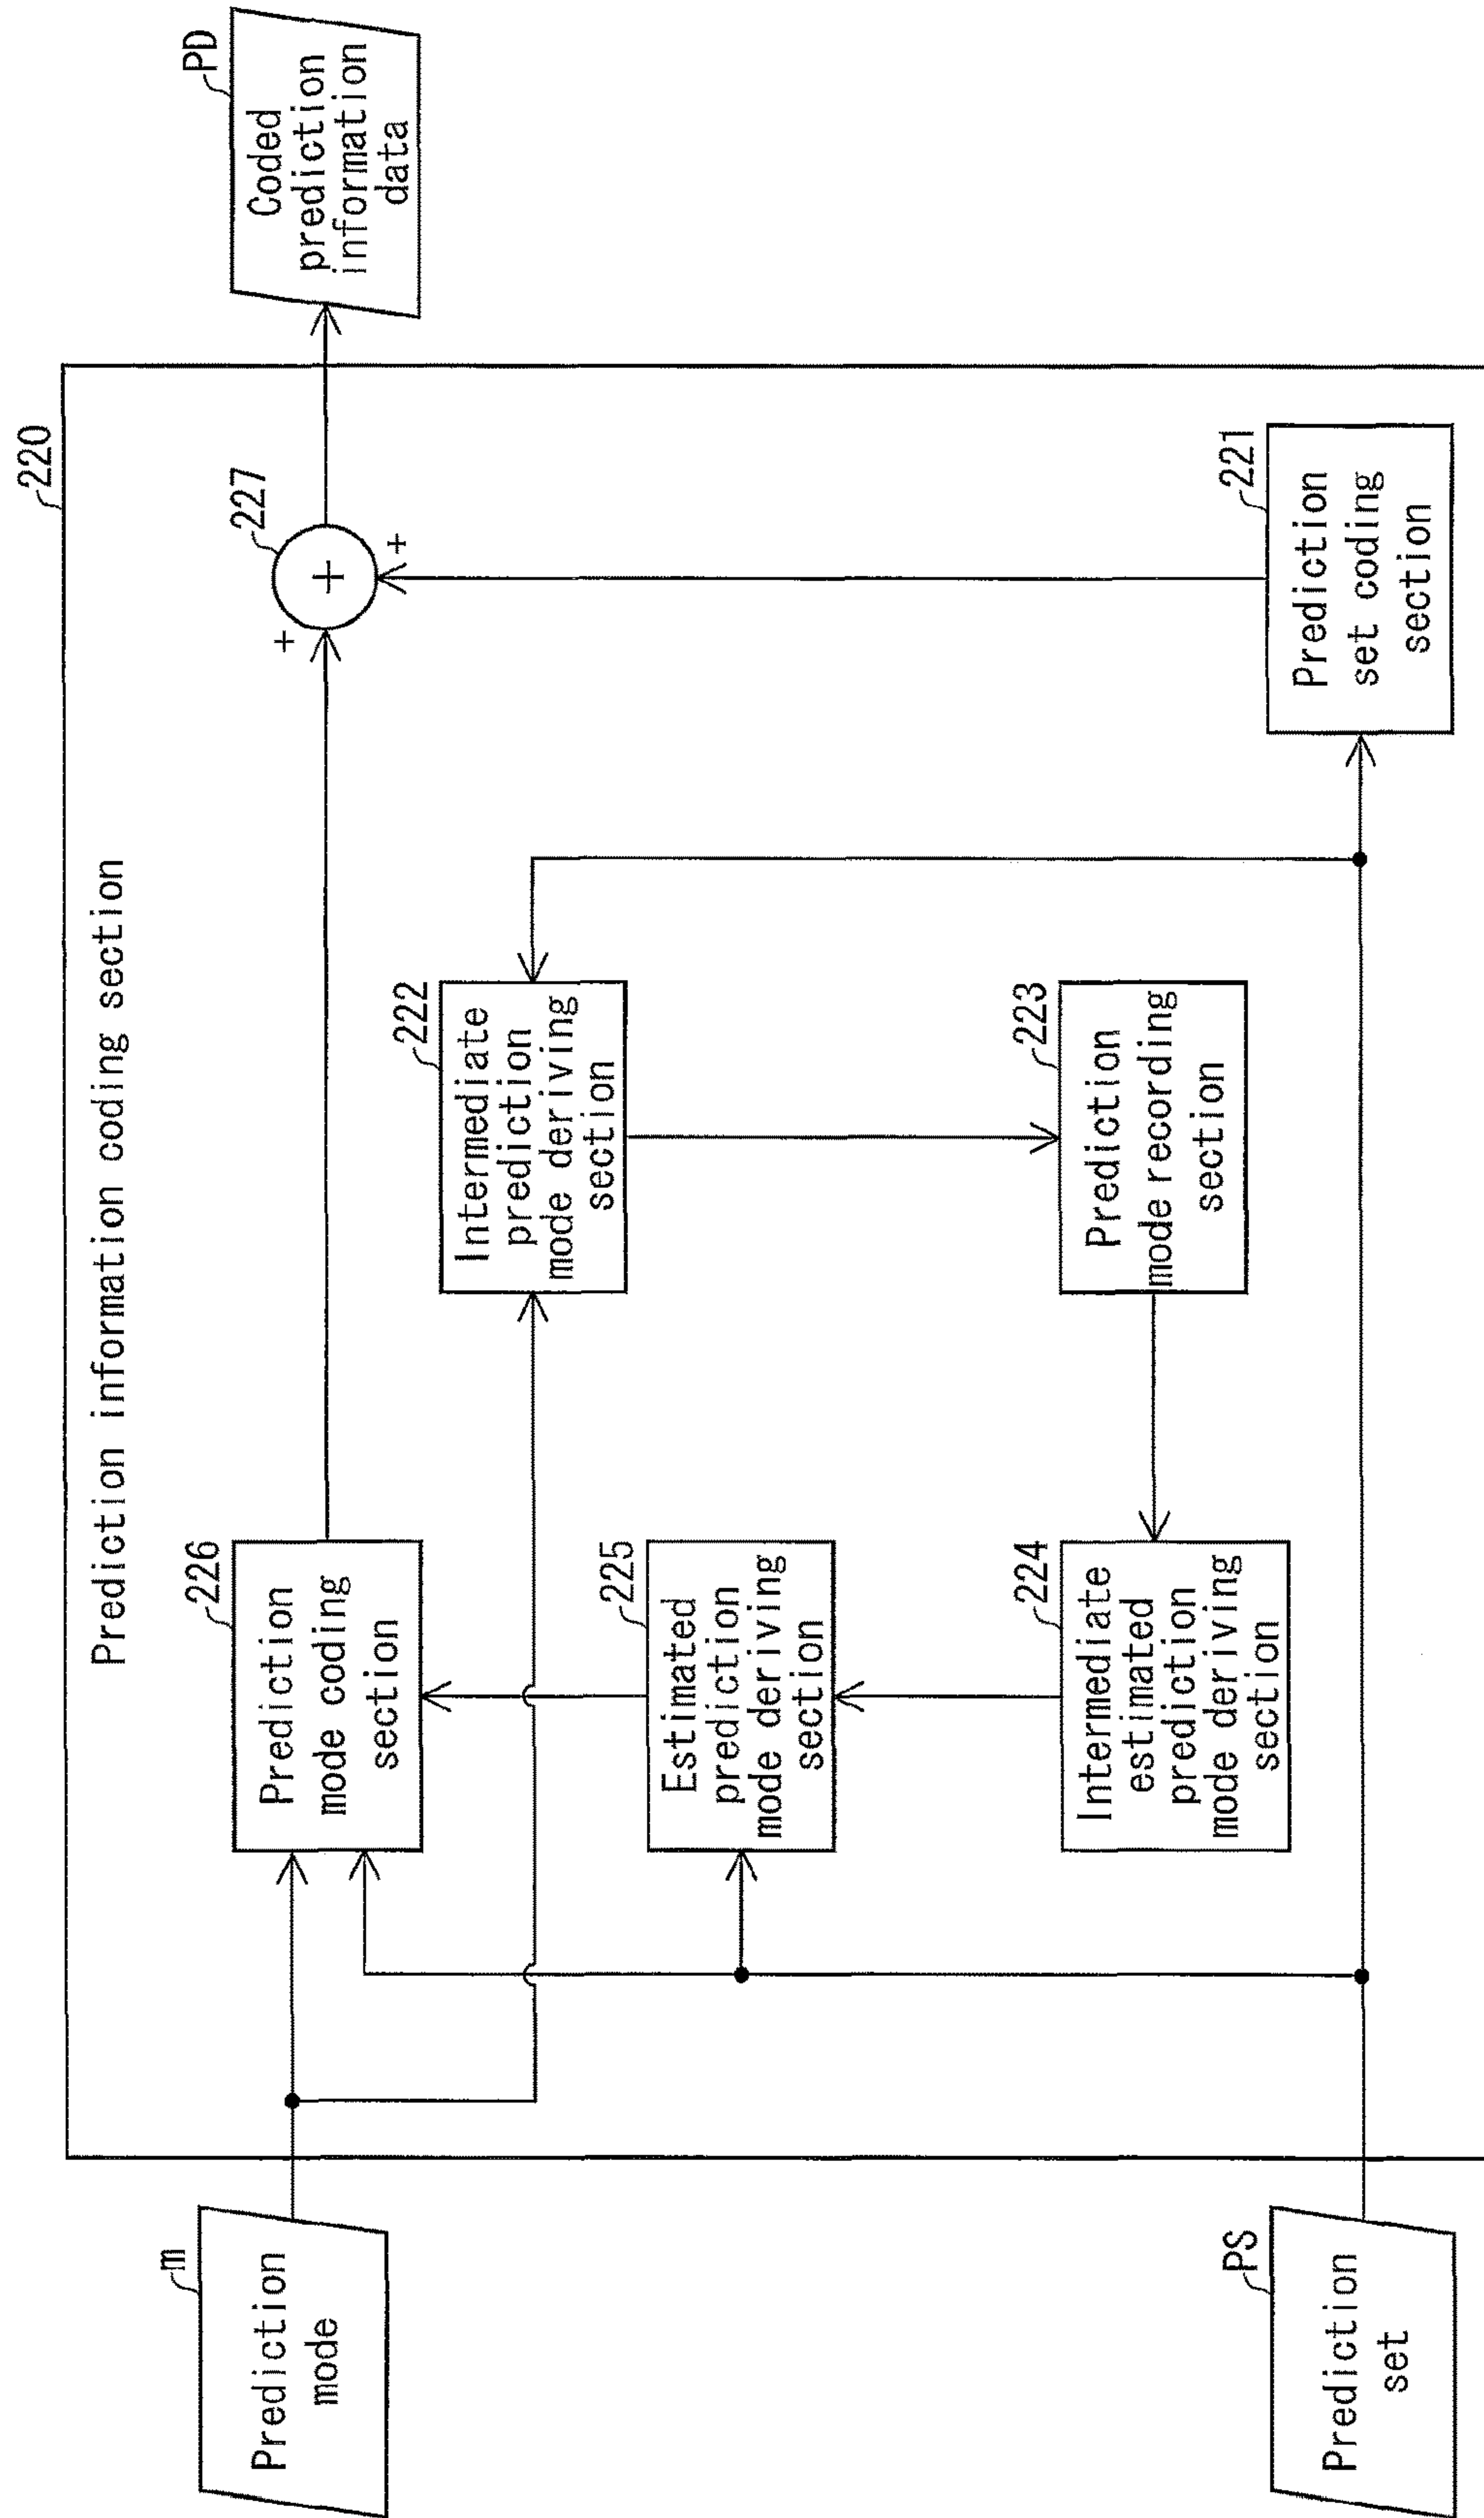 220
Prediction information coding section
m
Prediction
mode
226
Prediction
mode coding
section
227
+
+
+
PD
Coded
prediction
information
data
222
Intermediate
prediction
mode deriving
section
225
Estimated
prediction
mode deriving
section
224
Intermediate
estimated
prediction
mode deriving
section
223
Prediction
mode recording
section
PS
Prediction
set
221
Prediction
set coding
section